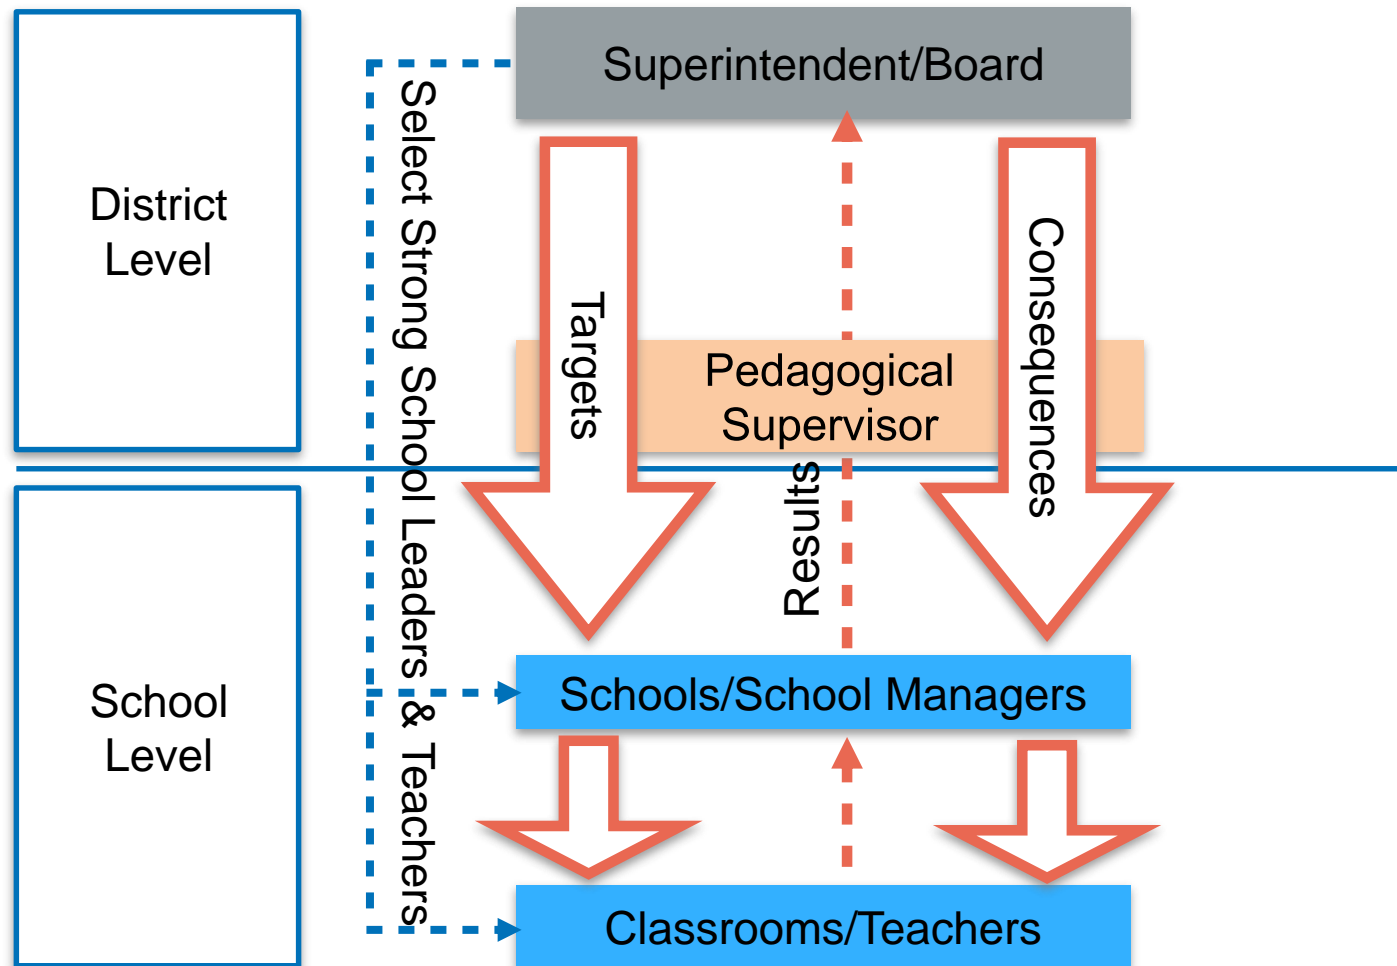 Superintendent/Board
District
Level
Select Strong School Leaders & Teachers
Targets
Consequences
Pedagogical
Supervisor
Results
School
Level
Schools/School Managers
Classrooms/Teachers